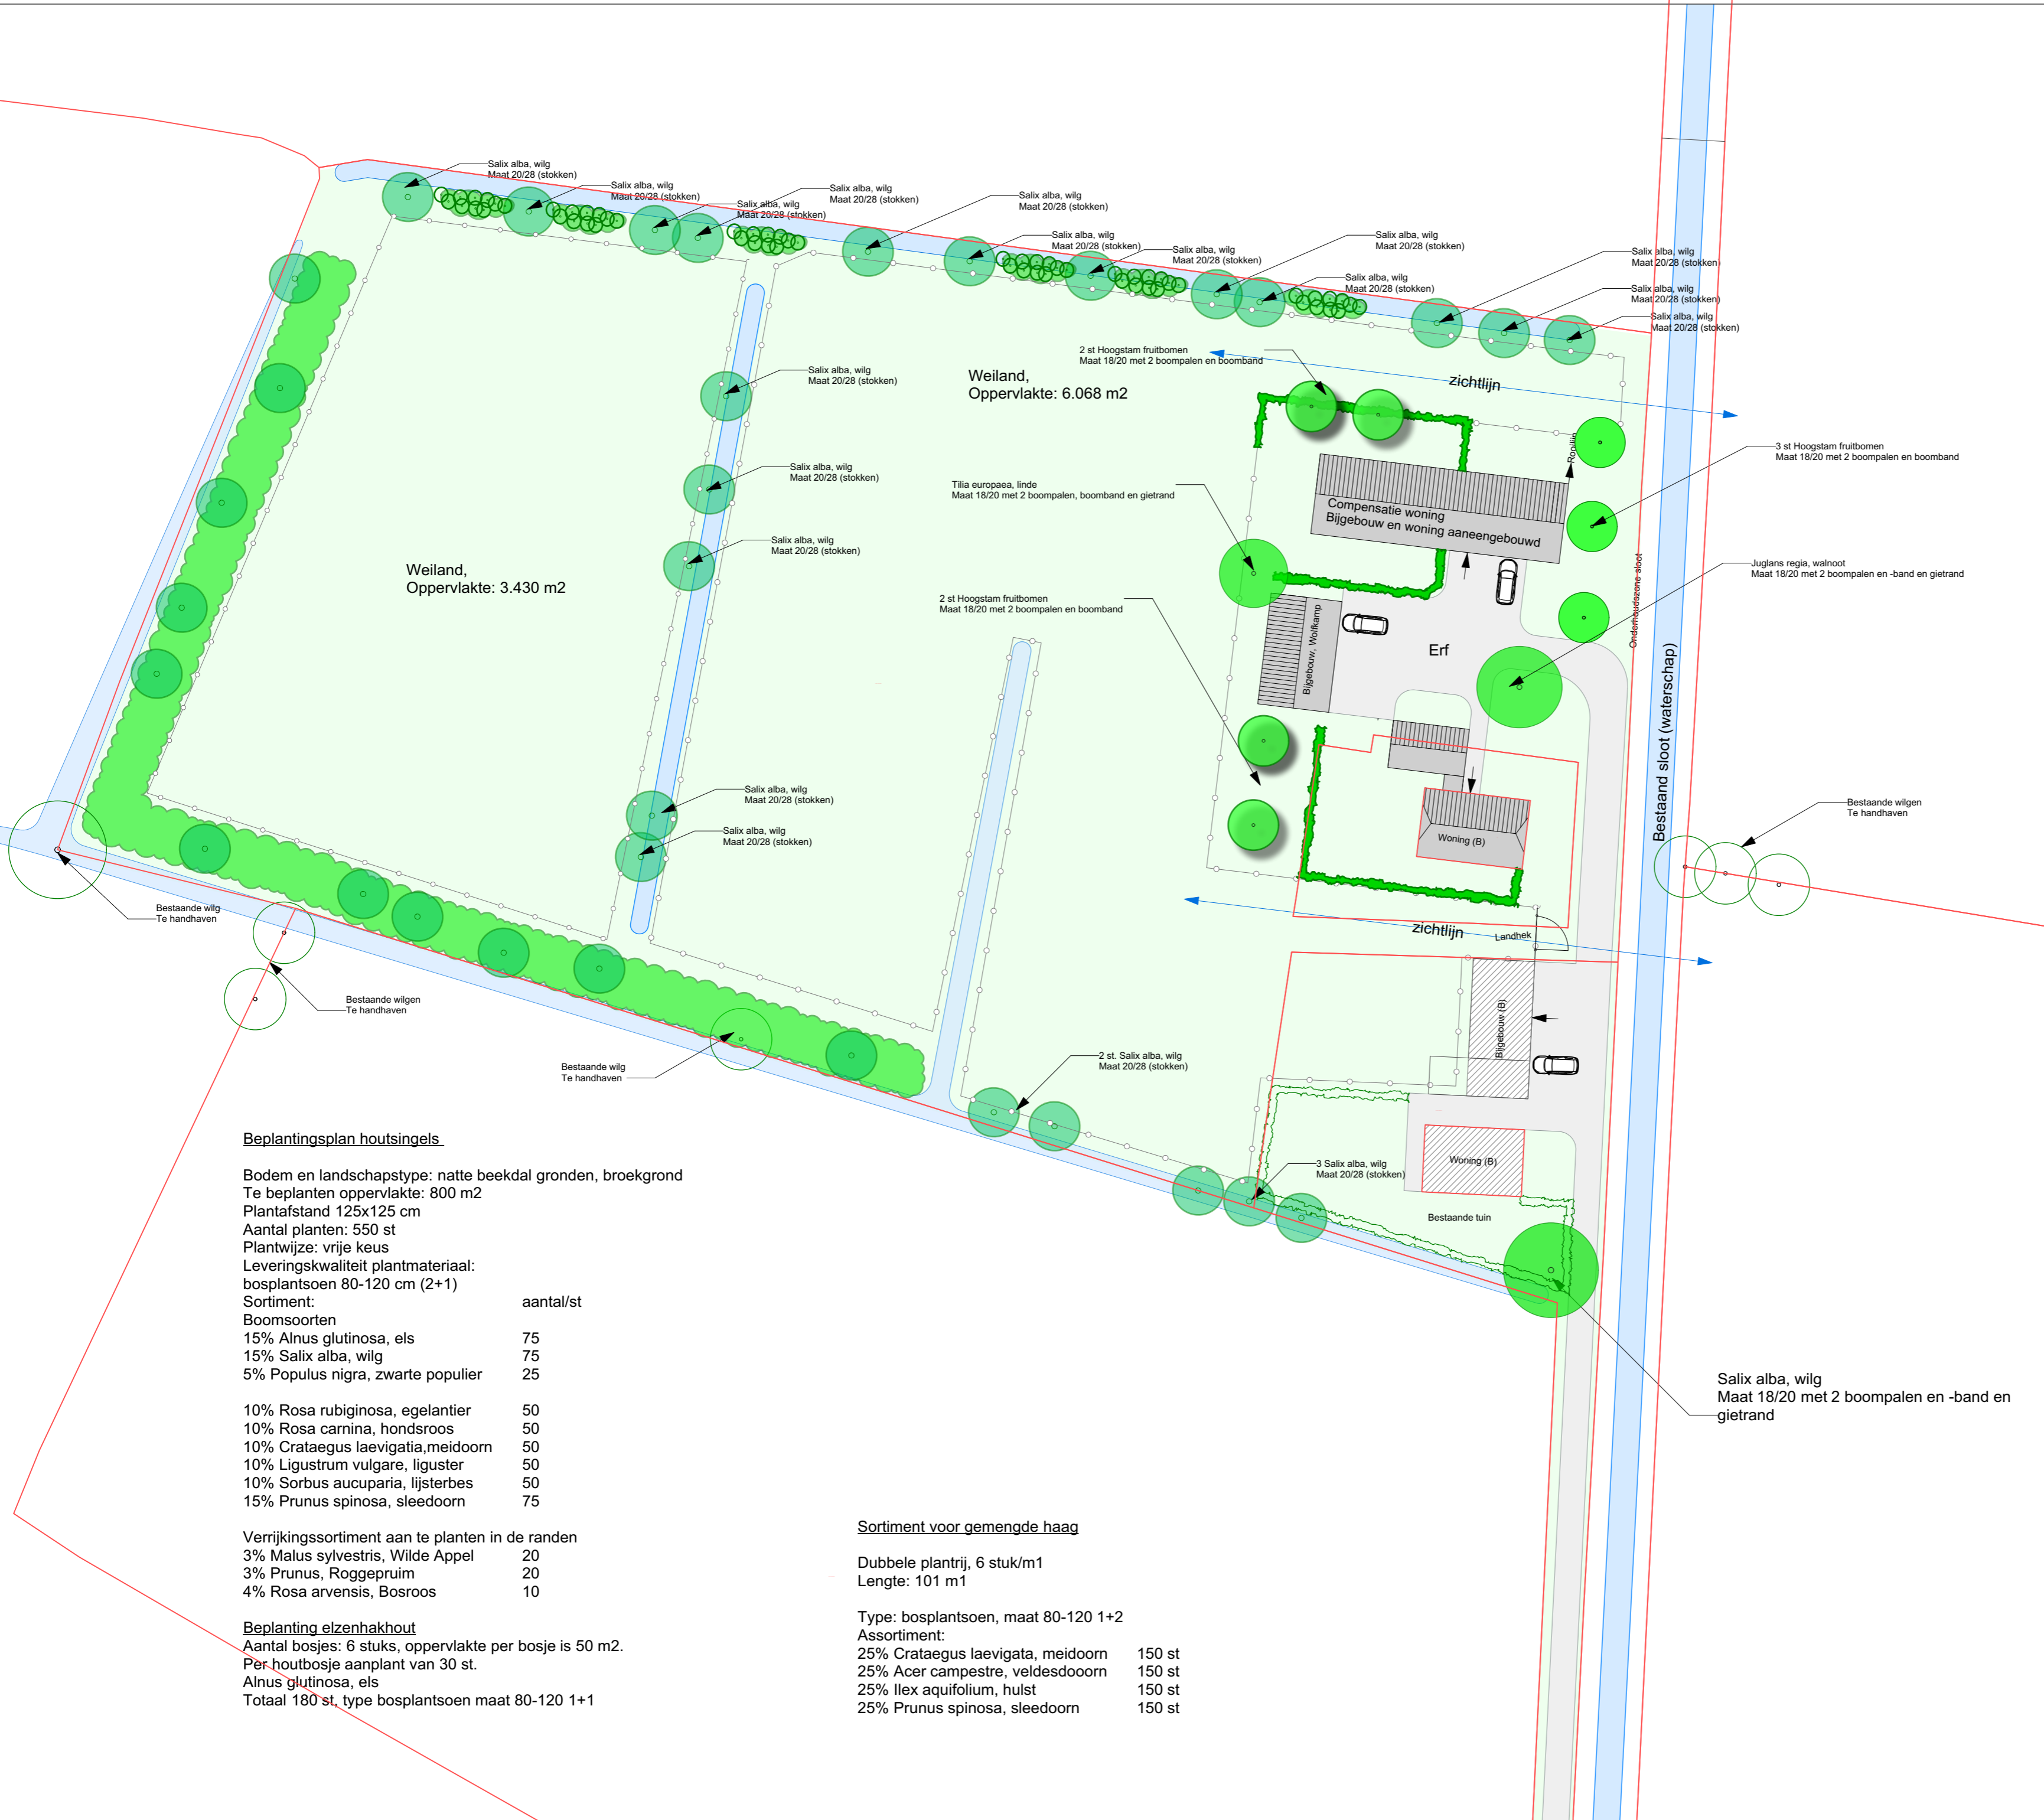 Salix alba, wilg
Maat 20/28 (stokken)
Salix alba, wilg
Maat 20/28 (stokken)
Salix alba, wilg
Maat 20/28 (stokken)
Salix alba, wilg
Maat 20/28 (stokken)
Salix alba, wilg
Maat 20/28 (stokken)
Salix alba, wilg
Maat 20/28 (stokken)
Salix alba, wilg
Maat 20/28 (stokken)
Salix alba, wilg
Maat 20/28 (stokken)
Salix alba, wilg
Maat 20/28 (stokken)
Salix alba, wilg
Maat 20/28 (stokken)
Salix alba, wilg
Maat 20/28 (stokken)
Salix alba, wilg
Maat 20/28 (stokken)
2 st Hoogstam fruitbomen
Maat 18/20 met 2 boompalen en boomband
zichtlijn
Weiland,
Oppervlakte: 6.068 m2
Salix alba, wilg
Maat 20/28 (stokken)
Rooilijn
3 st Hoogstam fruitbomen
Maat 18/20 met 2 boompalen en boomband
Salix alba, wilg
Maat 20/28 (stokken)
Tilia europaea, linde
Maat 18/20 met 2 boompalen, boomband en gietrand
Compensatie woning
Bijgebouw en woning aaneengebouwd
Salix alba, wilg
Maat 20/28 (stokken)
Weiland,
Oppervlakte: 3.430 m2
Onderhoudszone sloot
Juglans regia, walnoot
Maat 18/20 met 2 boompalen en -band en gietrand
2 st Hoogstam fruitbomen
Maat 18/20 met 2 boompalen en boomband
Bijgebouw, Wolfkamp
Erf
Bestaand sloot (waterschap)
Salix alba, wilg
Maat 20/28 (stokken)
Salix alba, wilg
Maat 20/28 (stokken)
Woning (B)
Bestaande wilgen
Te handhaven
Bestaande wilg
Te handhaven
zichtlijn
Landhek
Bestaande wilgen
Te handhaven
Bijgebouw (B)
Bestaande wilg
Te handhaven
2 st. Salix alba, wilg
Maat 20/28 (stokken)
3 Salix alba, wilg
Maat 20/28 (stokken)
Woning (B)
Bestaande tuin
Salix alba, wilg
Maat 18/20 met 2 boompalen en -band en
gietrand
Beplantingsplan houtsingels
Bodem en landschapstype: natte beekdal gronden, broekgrond
Te beplanten oppervlakte: 800 m2
Plantafstand 125x125 cm
Aantal planten: 550 st
Plantwijze: vrije keus
Leveringskwaliteit plantmateriaal:
bosplantsoen 80-120 cm (2+1)
Sortiment: aantal/st
Boomsoorten
15% Alnus glutinosa, els 75
15% Salix alba, wilg 75
5% Populus nigra, zwarte populier 25
10% Rosa rubiginosa, egelantier 50
10% Rosa carnina, hondsroos 50
10% Crataegus laevigatia,meidoorn 50
10% Ligustrum vulgare, liguster 50
10% Sorbus aucuparia, lijsterbes 50
15% Prunus spinosa, sleedoorn 75
Verrijkingssortiment aan te planten in de randen
3% Malus sylvestris, Wilde Appel 20
3% Prunus, Roggepruim 20
4% Rosa arvensis, Bosroos 10
Beplanting elzenhakhout
Aantal bosjes: 6 stuks, oppervlakte per bosje is 50 m2.
Per houtbosje aanplant van 30 st.
Alnus glutinosa, els
Totaal 180 st, type bosplantsoen maat 80-120 1+1
Sortiment voor gemengde haag
Dubbele plantrij, 6 stuk/m1
Lengte: 101 m1
Type: bosplantsoen, maat 80-120 1+2
Assortiment:
25% Crataegus laevigata, meidoorn 150 st
25% Acer campestre, veldesdooorn 150 st
25% Ilex aquifolium, hulst 150 st
25% Prunus spinosa, sleedoorn 150 st